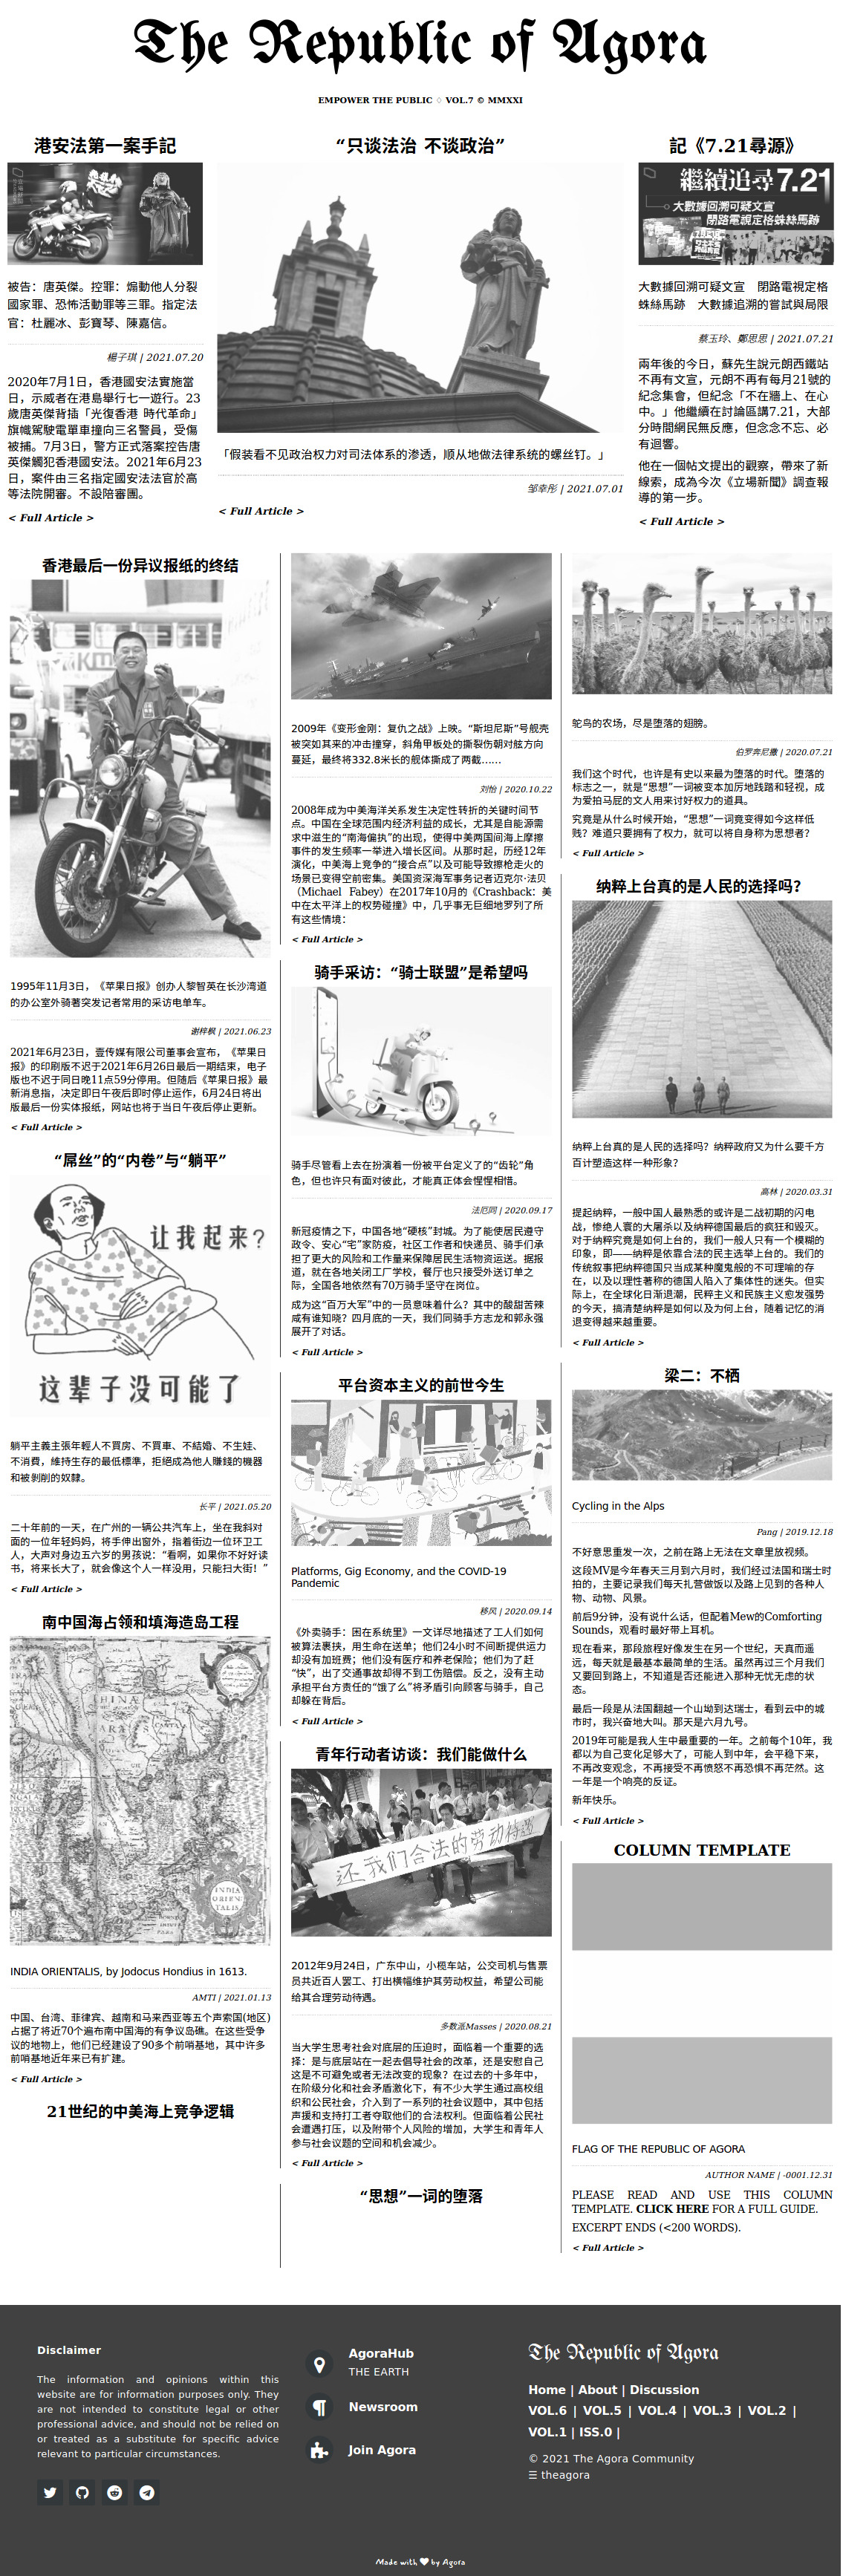 The Republic of Agora
EMPOWER THE PUBLIC ♢ VOL.7 © MMXXI
港安法第一案手記
被告：唐英傑。控罪：煽動他人分裂
國家罪、恐怖活動罪等三罪。指定法
官：杜麗冰、彭寶琴、陳嘉信。
楊子琪 | 2021.07.20
2020年7月1日，香港國安法實施當
日，示威者在港島舉行七一遊行。23
歲唐英傑背插「光復香港 時代革命」
旗幟駕駛電單車撞向三名警員，受傷
被捕。7月3日，警方正式落案控告唐
英傑觸犯香港國安法。2021年6月23
日，案件由三名指定國安法法官於高
等法院開審。不設陪審團。
< Full Article >
“只谈法治 不谈政治”
「假装看不见政治权力对司法体系的渗透，顺从地做法律系统的螺丝钉。」
邹幸彤 | 2021.07.01
< Full Article >
記《7.21尋源》
繼續追尋7.21
大數據回溯可疑文宣
閉路電視定格蛛絲馬跡
大數據回溯可疑文宣　閉路電視定格
蛛絲馬跡　大數據追溯的嘗試與局限
蔡玉玲、鄭思思 | 2021.07.21
兩年後的今日，蘇先生說元朗西鐵站
不再有文宣，元朗不再有每月21號的
紀念集會，但紀念「不在牆上、在心
中。」他繼續在討論區講7.21，大部
分時間網民無反應，但念念不忘、必
有迴響。
他在一個帖文提出的觀察，帶來了新
線索，成為今次《立場新聞》調查報
導的第一步。
< Full Article >
香港最后一份异议报纸的终结
1995年11月3日，《苹果日报》创办人黎智英在长沙湾道
的办公室外骑著突发记者常用的采访电单车。
谢梓枫 | 2021.06.23
2021年6月23日，壹传媒有限公司董事会宣布，《苹果日
报》的印刷版不迟于2021年6月26日最后一期结束，电子
版也不迟于同日晚11点59分停用。但随后《苹果日报》最
新消息指，决定即日午夜后即时停止运作，6月24日将出
版最后一份实体报纸，网站也将于当日午夜后停止更新。
< Full Article >
“屌丝”的“内卷”与“躺平”
让我起来?
这辈子没可能了
躺平主義主張年輕人不買房、不買車、不結婚、不生娃、
不消費，維持生存的最低標準，拒絕成為他人賺錢的機器
和被剝削的奴隸。
长平 | 2021.05.20
二十年前的一天，在广州的一辆公共汽车上，坐在我斜对
面的一位年轻妈妈，将手伸出窗外，指着街边一位环卫工
人，大声对身边五六岁的男孩说：“看啊，如果你不好好读
书，将来长大了，就会像这个人一样没用，只能扫大街！”
< Full Article >
南中国海占领和填海造岛工程
INDIA ORIENTALIS
INDIA ORIENTALIS, by Jodocus Hondius in 1613.
AMTI | 2021.01.13
中国、台湾、菲律宾、越南和马来西亚等五个声索国(地区)
占据了将近70个遍布南中国海的有争议岛礁。在这些受争
议的地物上，他们已经建设了90多个前哨基地，其中许多
前哨基地近年来已有扩建。
< Full Article >
21世纪的中美海上竞争逻辑
2009年《变形金刚：复仇之战》上映。“斯坦尼斯”号舰壳
被突如其来的冲击撞穿，斜角甲板处的撕裂伤朝对舷方向
蔓延，最终将332.8米长的舰体撕成了两截……
刘怡 | 2020.10.22
2008年成为中美海洋关系发生决定性转折的关键时间节
点。中国在全球范围内经济利益的成长，尤其是自能源需
求中滋生的“南海偏执”的出现，使得中美两国间海上摩擦
事件的发生频率一举进入增长区间。从那时起，历经12年
演化，中美海上竞争的“接合点”以及可能导致擦枪走火的
场景已变得空前密集。美国资深海军事务记者迈克尔·法贝
（Michael Fabey）在2017年10月的《Crashback：美
中在太平洋上的权势碰撞》中，几乎事无巨细地罗列了所
有这些情境：
< Full Article >
骑手采访：“骑士联盟”是希望吗
骑手尽管看上去在扮演着一份被平台定义了的“齿轮”角
色，但也许只有面对彼此，才能真正体会惺惺相惜。
法厄同 | 2020.09.17
新冠疫情之下，中国各地“硬核”封城。为了能使居民遵守
政令、安心“宅”家防疫，社区工作者和快递员、骑手们承
担了更大的风险和工作量来保障居民生活物资运送。据报
道，就在各地关闭工厂学校，餐厅也只接受外送订单之
际，全国各地依然有70万骑手坚守在岗位。
成为这“百万大军”中的一员意味着什么？其中的酸甜苦辣
咸有谁知晓？四月底的一天，我们同骑手方志龙和郭永强
展开了对话。
< Full Article >
平台资本主义的前世今生
Platforms, Gig Economy, and the COVID-19
Pandemic
移风 | 2020.09.14
《外卖骑手：困在系统里》一文详尽地描述了工人们如何
被算法裹挟，用生命在送单；他们24小时不间断提供运力
却没有加班费；他们没有医疗和养老保险；他们为了赶
“快”，出了交通事故却得不到工伤赔偿。反之，没有主动
承担平台方责任的“饿了么”将矛盾引向顾客与骑手，自己
却躲在背后。
< Full Article >
青年行动者访谈：我们能做什么
还我们合法的劳动待遇
2012年9月24日，广东中山，小榄车站，公交司机与售票
员共近百人罢工、打出横幅维护其劳动权益，希望公司能
给其合理劳动待遇。
多数派Masses | 2020.08.21
当大学生思考社会对底层的压迫时，面临着一个重要的选
择：是与底层站在一起去倡导社会的改革，还是安慰自己
这是不可避免或者无法改变的现象？在过去的十多年中，
在阶级分化和社会矛盾激化下，有不少大学生通过高校组
织和公民社会，介入到了一系列的社会议题中，其中包括
声援和支持打工者夺取他们的合法权利。但面临着公民社
会遭遇打压，以及附带个人风险的增加，大学生和青年人
参与社会议题的空间和机会减少。
< Full Article >
“思想”一词的堕落
鸵鸟的农场，尽是堕落的翅膀。
伯罗奔尼撒 | 2020.07.21
我们这个时代，也许是有史以来最为堕落的时代。堕落的
标志之一，就是“思想”一词被变本加厉地践踏和轻视，成
为爱拍马屁的文人用来讨好权力的道具。
究竟是从什么时候开始，“思想”一词竟变得如今这样低
贱？难道只要拥有了权力，就可以将自身称为思想者？
< Full Article >
纳粹上台真的是人民的选择吗？
纳粹上台真的是人民的选择吗？纳粹政府又为什么要千方
百计塑造这样一种形象？
高林 | 2020.03.31
提起纳粹，一般中国人最熟悉的或许是二战初期的闪电
战，惨绝人寰的大屠杀以及纳粹德国最后的疯狂和毁灭。
对于纳粹究竟是如何上台的，我们一般人只有一个模糊的
印象，即——纳粹是依靠合法的民主选举上台的。我们的
传统叙事把纳粹德国只当成某种魔鬼般的不可理喻的存
在，以及以理性著称的德国人陷入了集体性的迷失。但实
际上，在全球化日渐退潮，民粹主义和民族主义愈发强势
的今天，搞清楚纳粹是如何以及为何上台，随着记忆的消
退变得越来越重要。
< Full Article >
梁二：不栖
Cycling in the Alps
Pang | 2019.12.18
不好意思重发一次，之前在路上无法在文章里放视频。
这段MV是今年春天三月到六月时，我们经过法国和瑞士时
拍的，主要记录我们每天扎营做饭以及路上见到的各种人
物、动物、风景。
前后9分钟，没有说什么话，但配着Mew的Comforting
Sounds，观看时最好带上耳机。
现在看来，那段旅程好像发生在另一个世纪，天真而遥
远，每天就是最基本最简单的生活。虽然再过三个月我们
又要回到路上，不知道是否还能进入那种无忧无虑的状
态。
最后一段是从法国翻越一个山坳到达瑞士，看到云中的城
市时，我兴奋地大叫。那天是六月九号。
2019年可能是我人生中最重要的一年。之前每个10年，我
都以为自己变化足够大了，可能人到中年，会平稳下来，
不再改变观念，不再接受不再愤怒不再恐惧不再茫然。这
一年是一个响亮的反证。
新年快乐。
< Full Article >
COLUMN TEMPLATE
FLAG OF THE REPUBLIC OF AGORA
AUTHOR NAME | -0001.12.31
PLEASE READ AND USE THIS COLUMN
TEMPLATE. CLICK HERE FOR A FULL GUIDE.
EXCERPT ENDS (<200 WORDS).
< Full Article >
Disclaimer
The information and opinions within this
website are for information purposes only. They
are not intended to constitute legal or other
professional advice, and should not be relied on
or treated as a substitute for specific advice
relevant to particular circumstances.
AgoraHub
THE EARTH
Newsroom
Join Agora
The Republic of Agora
Home | About | Discussion
VOL.6 | VOL.5 | VOL.4 | VOL.3 | VOL.2 |
VOL.1 | ISS.0 |
© 2021 The Agora Community
☰ theagora
Made with ♥ by Agora